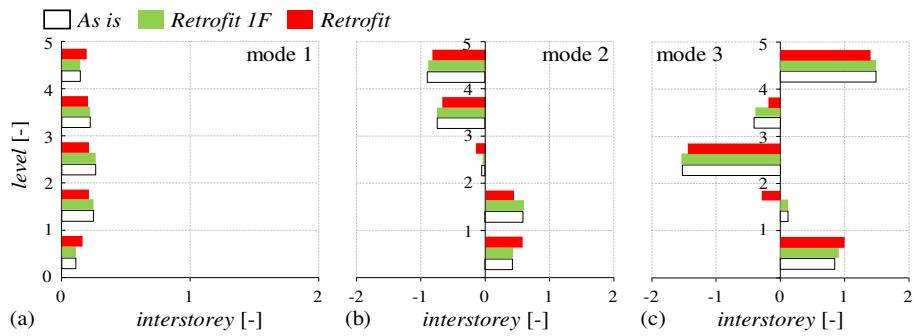 As is Retrofit 1F Retrofit
5 mode 1 5 mode 2 mode 3 5
4 4 4
3 3 3
level [-]
2 2 2
1 1 1
0
0 1 2 -2 -1 0 1 2 -2 -1 0 1 2
(a) interstorey [-] (b) interstorey [-] (c) interstorey [-]